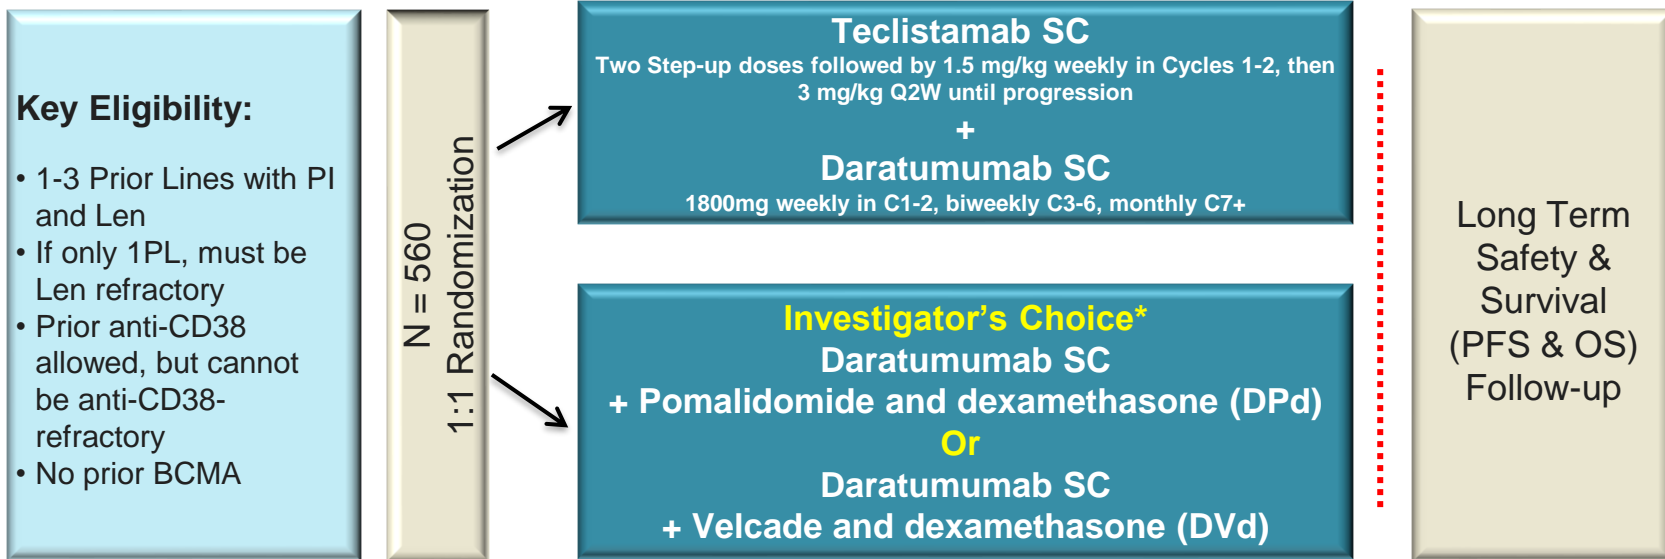 Key Eligibility:
• 1-3 Prior Lines with PI
and Len
• If only 1PL, must be
Len refractory
• Prior anti-CD38
allowed, but cannot
be anti-CD38-
refractory
• No prior BCMA
N = 560
1:1 Randomization
Teclistamab SC
Two Step-up doses followed by 1.5 mg/kg weekly in Cycles 1-2, then
3 mg/kg Q2W until progression
+
Daratumumab SC
1800mg weekly in C1-2, biweekly C3-6, monthly C7+
Investigator's Choice*
Daratumumab SC
+ Pomalidomide and dexamethasone (DPd)
Or
Daratumumab SC
+ Velcade and dexamethasone (DVd)
Long Term
Safety &
Survival
(PFS & OS)
Follow-up